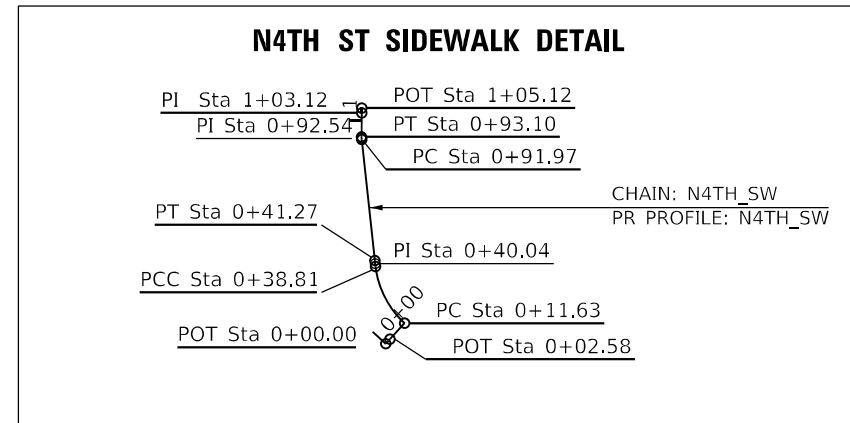 N4TH ST SIDEWALK DETAIL
PI Sta 1+03.12
1
POT Sta 1+05.12
PI Sta 0+92.54
PT Sta 0+93.10
PC Sta 0+91.97
CHAIN: N4TH_SW
PR PROFILE: N4TH_SW
PT Sta 0+41.27
PI Sta 0+40.04
PCC Sta 0+38.81
0+00
PC Sta 0+11.63
POT Sta 0+00.00
POT Sta 0+02.58